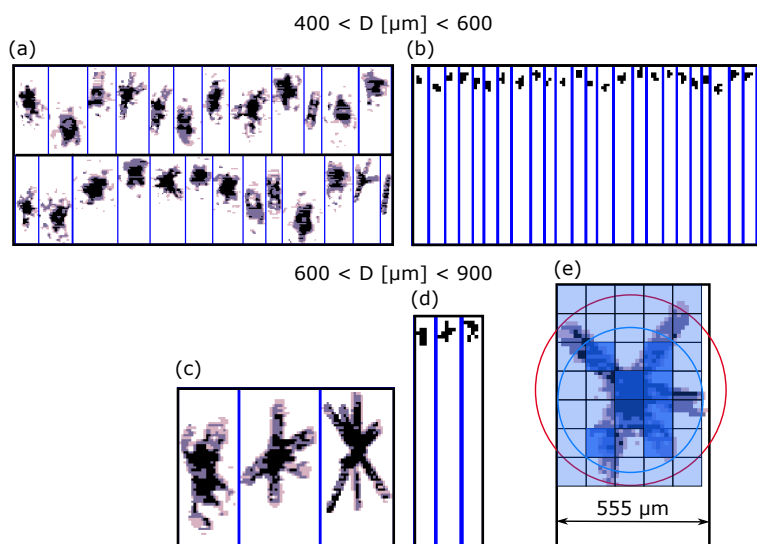 400 < D [µm] < 600
(a)
(b)
600 < D [µm] < 900
(c)
(d)
(e)
555 µm